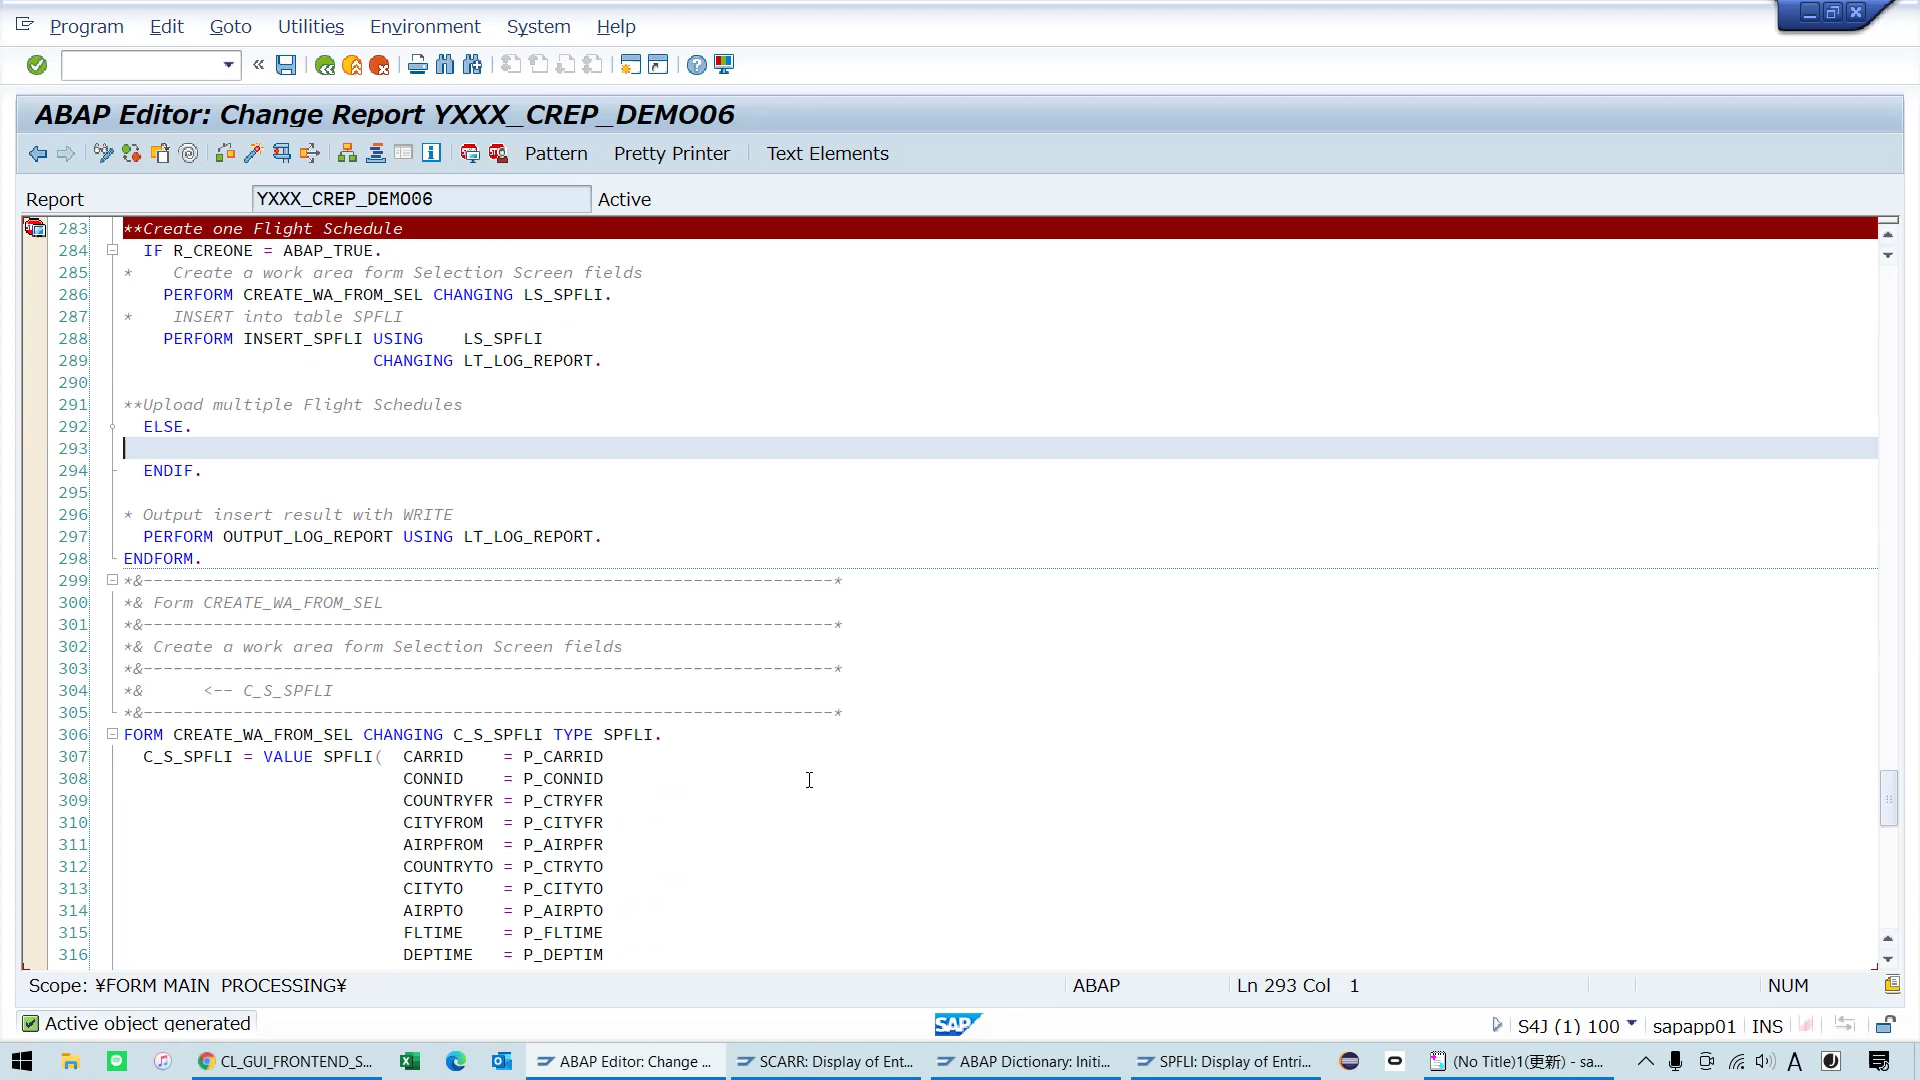 Program Edit Goto Utilities Environment System Help
ABAP Editor: Change Report YXXX_CREP_DEMO06
Pattern Pretty Printer Text Elements
Report YXXX_CREP_DEMO06 Active
283 **Create one Flight Schedule
284 IF R_CREONE = ABAP_TRUE.
285 * Create a work area form Selection Screen fields
286 PERFORM CREATE_WA_FROM_SEL CHANGING LS_SPFLI.
287 * INSERT into table SPFLI
288 PERFORM INSERT_SPFLI USING LS_SPFLI
289 CHANGING LT_LOG_REPORT.
290
291 **Upload multiple Flight Schedules
292 ELSE.
293
294 ENDIF.
295
296 * Output insert result with WRITE
297 PERFORM OUTPUT_LOG_REPORT USING LT_LOG_REPORT.
298 ENDFORM.
299 *&---------------------------------------------------------------------*
300 *& Form CREATE_WA_FROM_SEL
301 *&---------------------------------------------------------------------*
302 *& Create a work area form Selection Screen fields
303 *&---------------------------------------------------------------------*
304 *& <-- C_S_SPFLI
305 *&---------------------------------------------------------------------*
306 FORM CREATE_WA_FROM_SEL CHANGING C_S_SPFLI TYPE SPFLI.
307 C_S_SPFLI = VALUE SPFLI( CARRID = P_CARRID
308 CONNID = P_CONNID
309 COUNTRYFR = P_CTRYFR
310 CITYFROM = P_CITYFR
311 AIRPFROM = P_AIRPFR
312 COUNTRYTO = P_CTRYTO
313 CITYTO = P_CITYTO
314 AIRPTO = P_AIRPTO
315 FLTIME = P_FLTIME
316 DEPTIME = P_DEPTIM
Scope: ¥FORM MAIN_PROCESSING¥ ABAP Ln 293 Col 1 NUM
Active object generated SAP S4J (1) 100 sapapp01 INS
CL_GUI_FRONTEND_S... ABAP Editor: Change ... SCARR: Display of Ent... ABAP Dictionary: Initi... SPFLI: Display of Entri... (No Title)1(更新) - sa... A